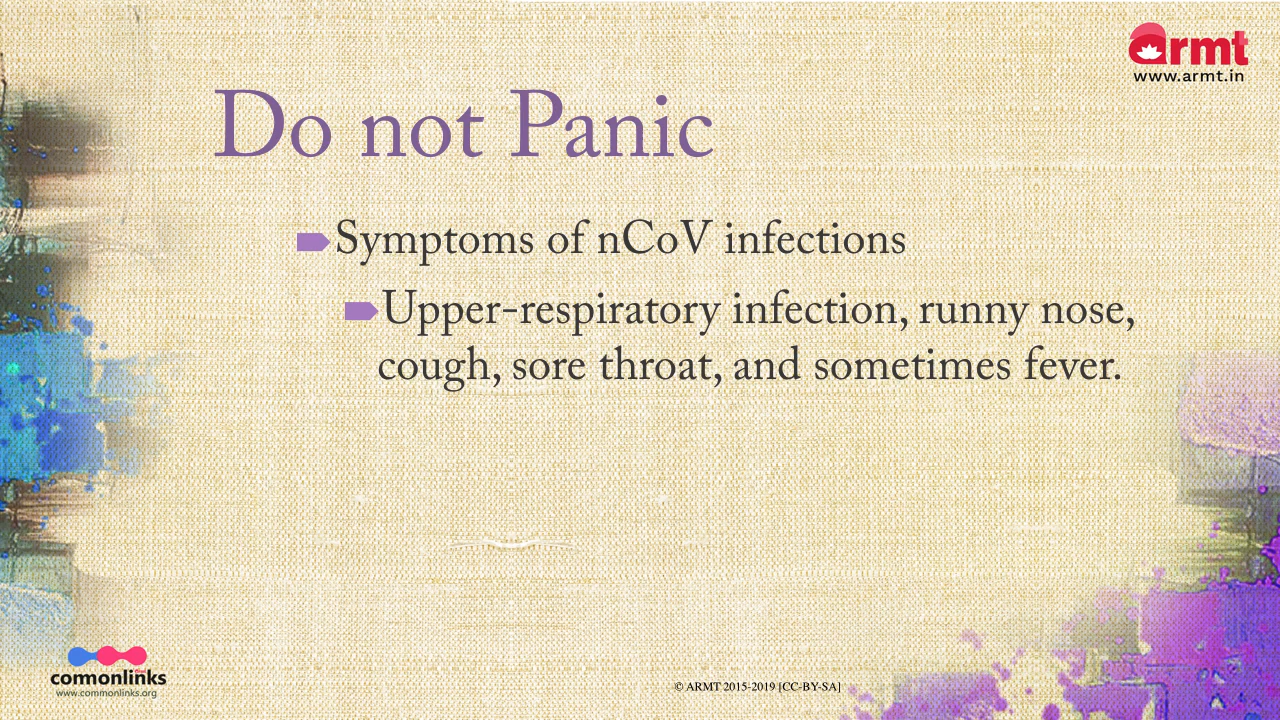 armt
www.armt.in
Do not Panic
Symptoms of nCoV infections
Upper-respiratory infection, runny nose,
cough, sore throat, and sometimes fever.
commonlinks
www.commonlinks.org
© ARMT 2015-2019 [CC-BY-SA]